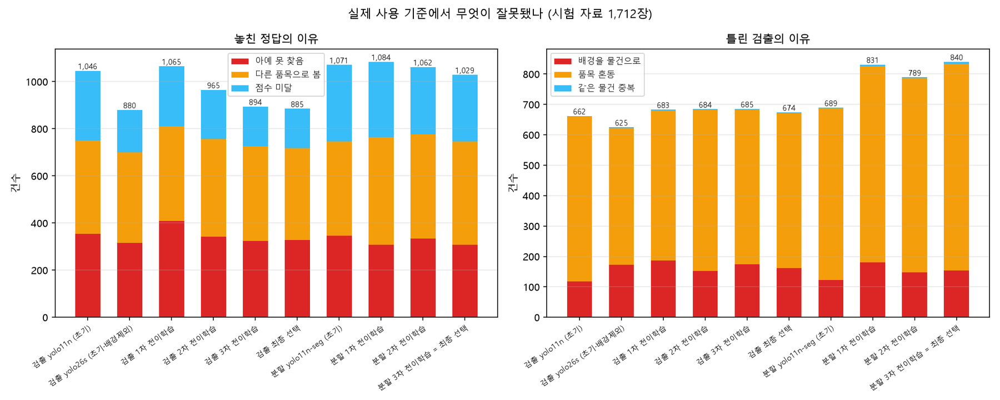 실제 사용 기준에서 무엇이 잘못됐나 (시험 자료 1,712장)
놓친 정답의 이유
건수
0
200
400
600
800
1000
아예 못 찾음
다른 품목으로 봄
점수 미달
1,046
880
1,065
965
894
885
1,071
1,084
1,062
1,029
검출 yolo11n (초기)
검출 yolo26s (초기·배경제외)
검출 1차 전이학습
검출 2차 전이학습
검출 3차 전이학습
검출 최종 선택
분할 yolo11n-seg (초기)
분할 1차 전이학습
분할 2차 전이학습
분할 3차 전이학습 = 최종 선택
틀린 검출의 이유
건수
0
100
200
300
400
500
600
700
800
배경을 물건으로
품목 혼동
같은 물건 중복
662
625
683
684
685
674
689
831
789
840
검출 yolo11n (초기)
검출 yolo26s (초기·배경제외)
검출 1차 전이학습
검출 2차 전이학습
검출 3차 전이학습
검출 최종 선택
분할 yolo11n-seg (초기)
분할 1차 전이학습
분할 2차 전이학습
분할 3차 전이학습 = 최종 선택